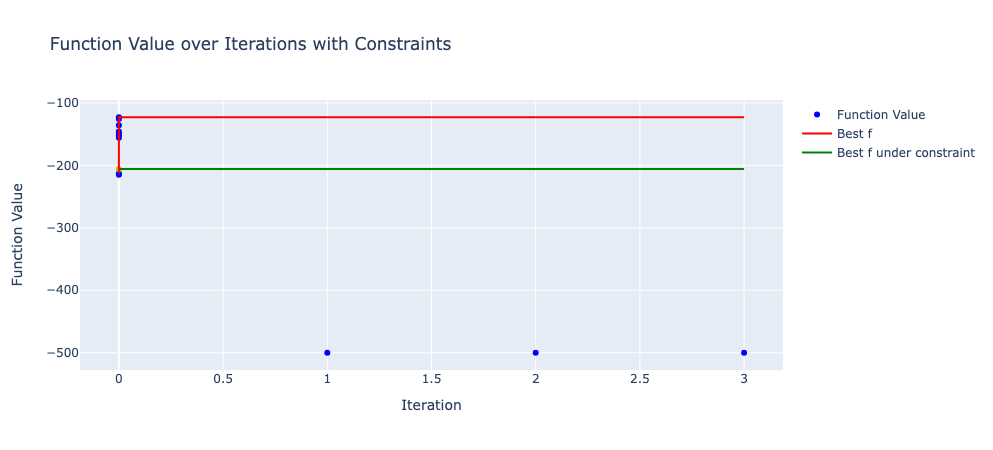 Function Value over Iterations with Constraints
Function Value
−100
−200
−300
−400
−500
0
0.5
1
1.5
2
2.5
3
Iteration
Function Value
Best f
Best f under constraint